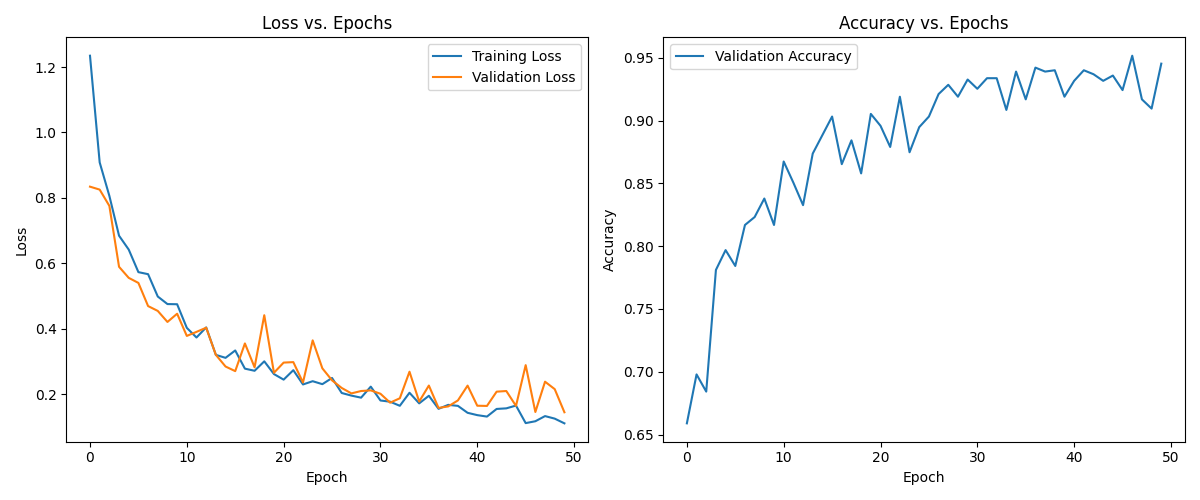 Loss vs. Epochs
Training Loss
Validation Loss
1.2
1.0
0.8
0.6
0.4
0.2
Loss
0 10 20 30 40 50
Epoch
Accuracy vs. Epochs
Validation Accuracy
0.95
0.90
0.85
0.80
0.75
0.70
0.65
Accuracy
0 10 20 30 40 50
Epoch